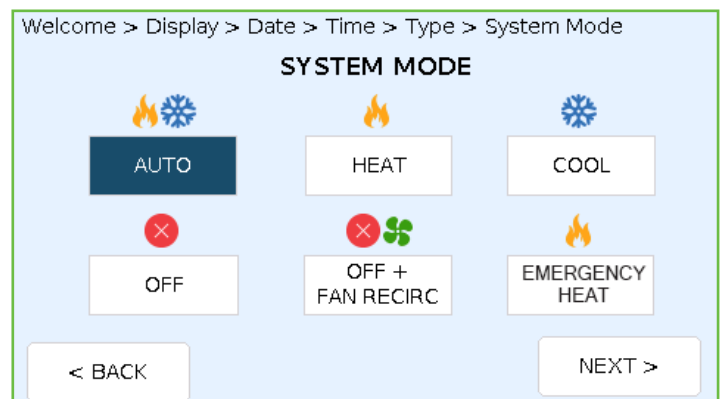 Welcome > Display > Date > Time > Type > System Mode
SYSTEM MODE
AUTO
HEAT
COOL
OFF
OFF +
FAN RECIRC
EMERGENCY
HEAT
< BACK
NEXT >